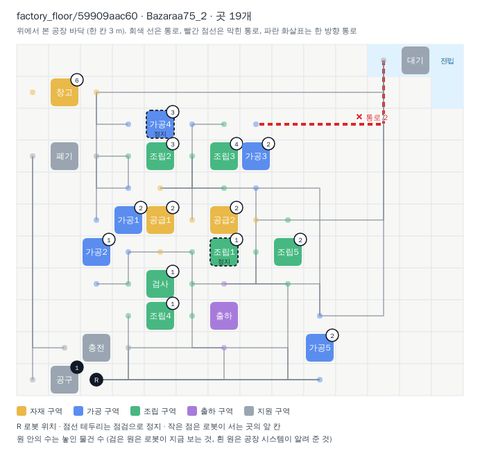 factory_floor/59909aac60 · Bazaraa75_2 · 곳 19개
위에서 본 공장 바닥 (한 칸 3 m). 회색 선은 통로, 빨간 점선은 막힌 통로, 파란 화살표는 한 방향 통로
대기
전립
6
창고
3
가공4
정지
✕ 통로2
폐기
3
조립2
4
조립3
2
가공3
2
가공1
2
공급1
2
공급2
1
가공2
1
조립1
정지
2
조립5
1
검사
1
조립4
출하
충전
2
가공5
1
공구
R
자재 구역
가공 구역
조립 구역
출하 구역
지원 구역
R 로봇 위치 · 점선 테두리는 점검으로 정지 · 작은 점은 로봇이 서는 곳의 앞 칸
원 안의 수는 놓인 물건 수 (검은 원은 로봇이 지금 보는 것, 흰 원은 공장 시스템이 알려 준 것)